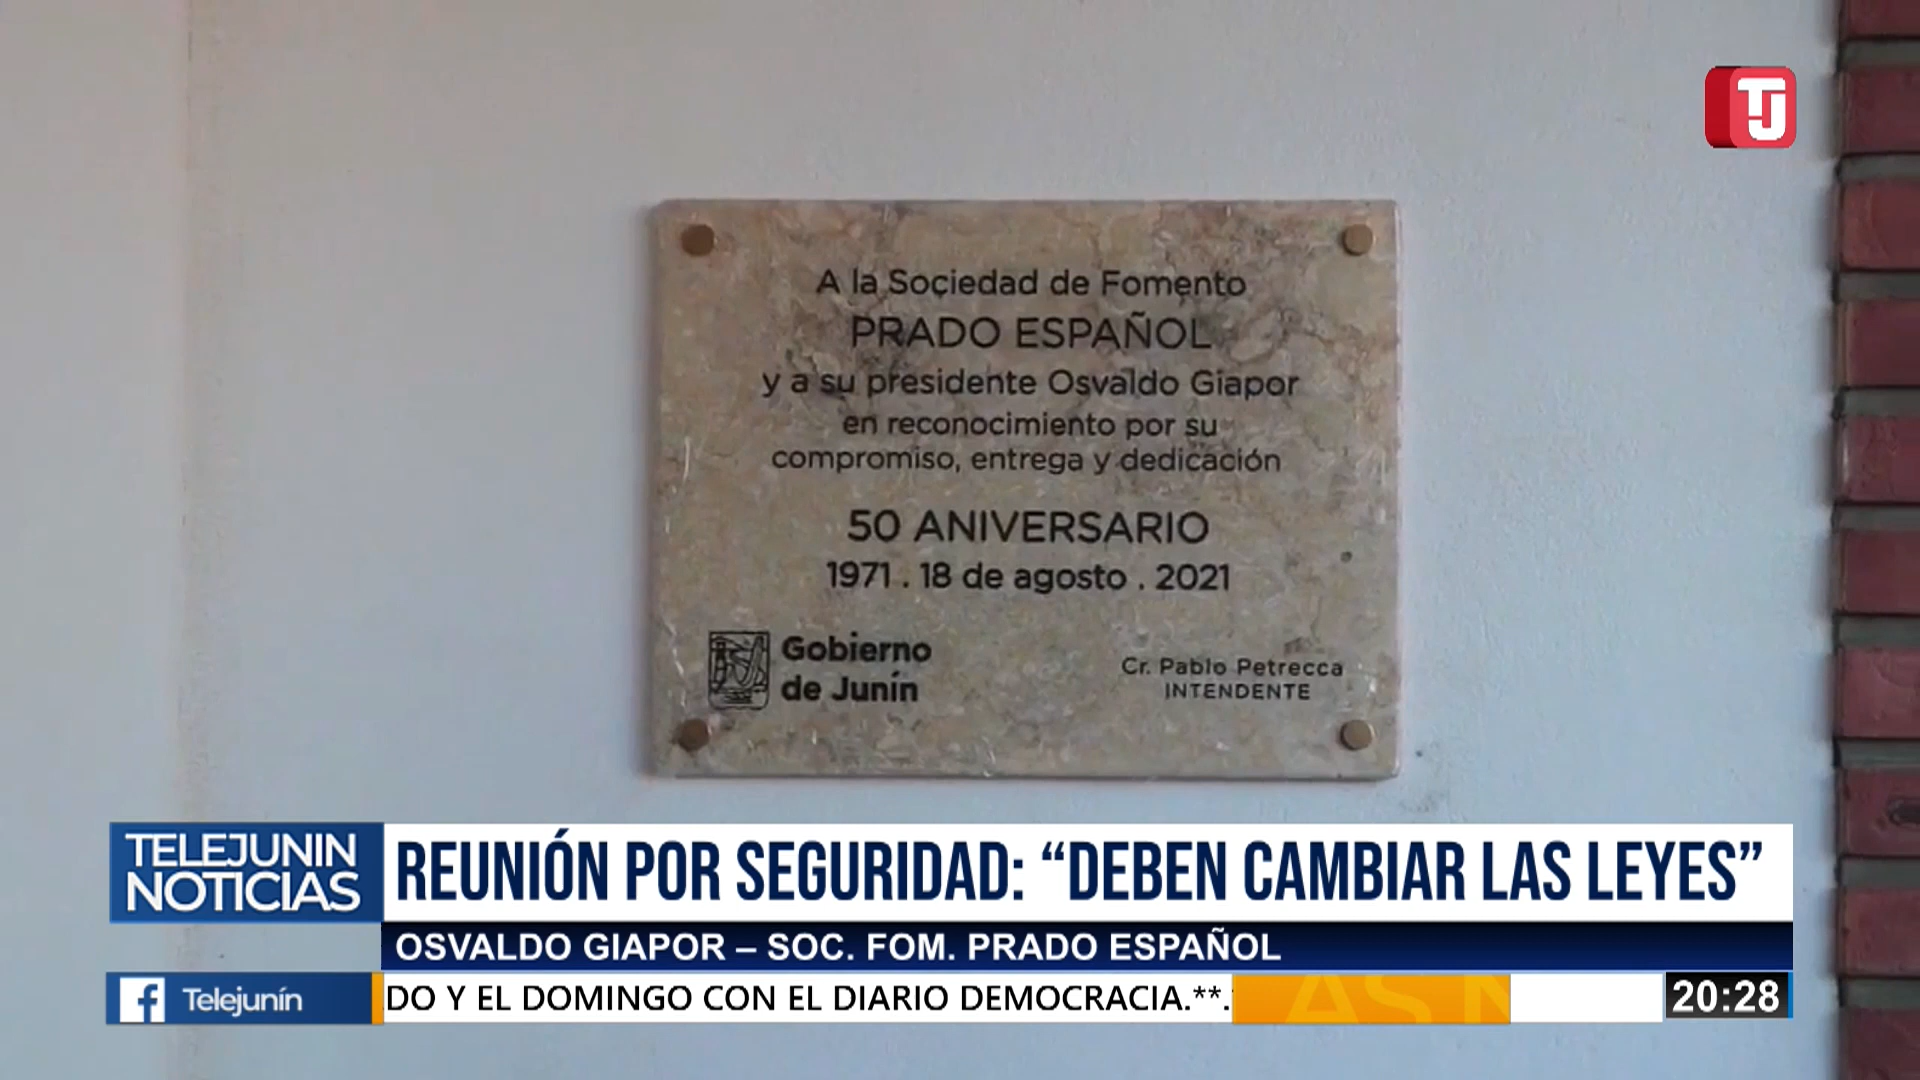 TJ
A la Sociedad de Fomento
PRADO ESPAÑOL
y a su presidente Osvaldo Giapor
en reconocimiento por su
compromiso, entrega y dedicación
50 ANIVERSARIO
1971 . 18 de agosto . 2021
Gobierno
de Junín
Cr. Pablo Petrecca
INTENDENTE
TELEJUNIN
NOTICIAS
REUNIÓN POR SEGURIDAD: “DEBEN CAMBIAR LAS LEYES”
OSVALDO GIAPOR – SOC. FOM. PRADO ESPAÑOL
Telejunín
DO Y EL DOMINGO CON EL DIARIO DEMOCRACIA.**.
20:28